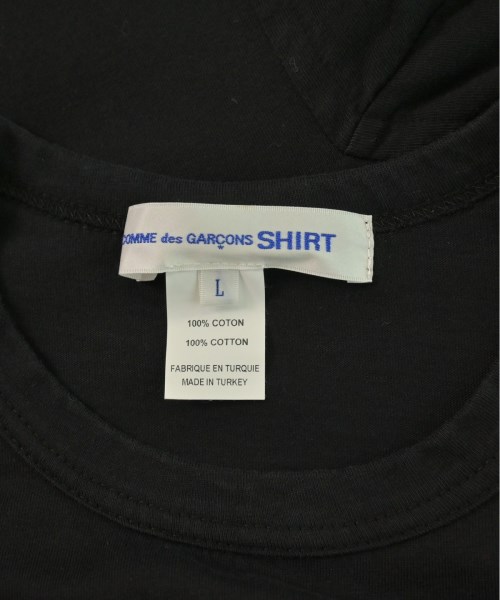 COMME des GARÇONS SHIRT
*
L
100% COTON
100% COTTON
FABRIQUE EN TURQUIE
MADE IN TURKEY